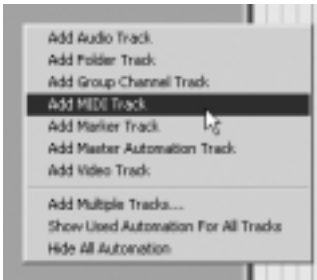 Add Audio Track
Add Folder Track
Add Group Channel Track
Add MIDI Track
Add Marker Track
Add Master Automation Track
Add Video Track
Add Multiple Tracks...
Show Used Automation For All Tracks
Hide All Automation